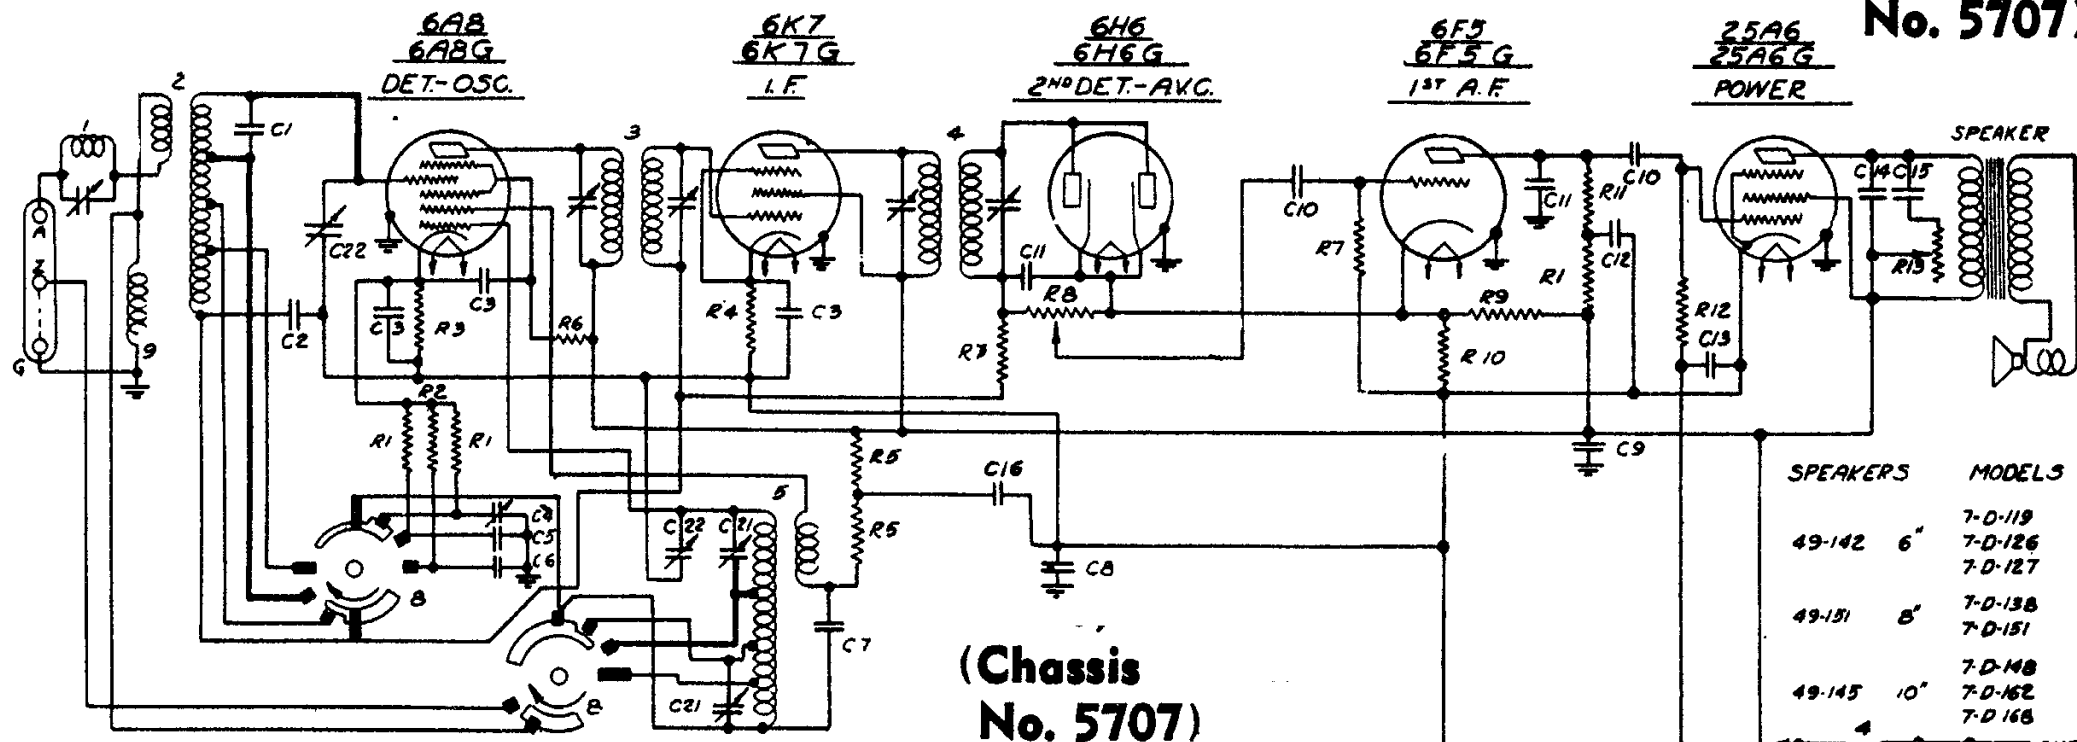 No. 5707)
6A8
6A8G
DET.-OSC.
6K7
6K7G
I.F.
6H6
6H6G
2ND DET.-A.V.C.
6F5
6F5G
1ST A.F.
25A6
25A6G
POWER
SPEAKER
1
2
C1
3
4
C22
C10
C11
R11
C10
C14
C15
A
Z
G
9
C2
C3
R3
C3
R6
R4
C3
C11
R8
R7
R7
R9
R1
C12
R10
R12
C13
R13
R2
R1
R1
R5
C16
C9
C4
C5
C6
8
C22
C21
5
R5
C8
C7
C21
8
(Chassis
No. 5707)
SPEAKERS MODELS
7-D-119
49-142 6" 7-D-126
7-D-127
7-D-138
49-151 8" 7-D-151
7-D-148
49-145 10" 7-D-162
7-D 168
4